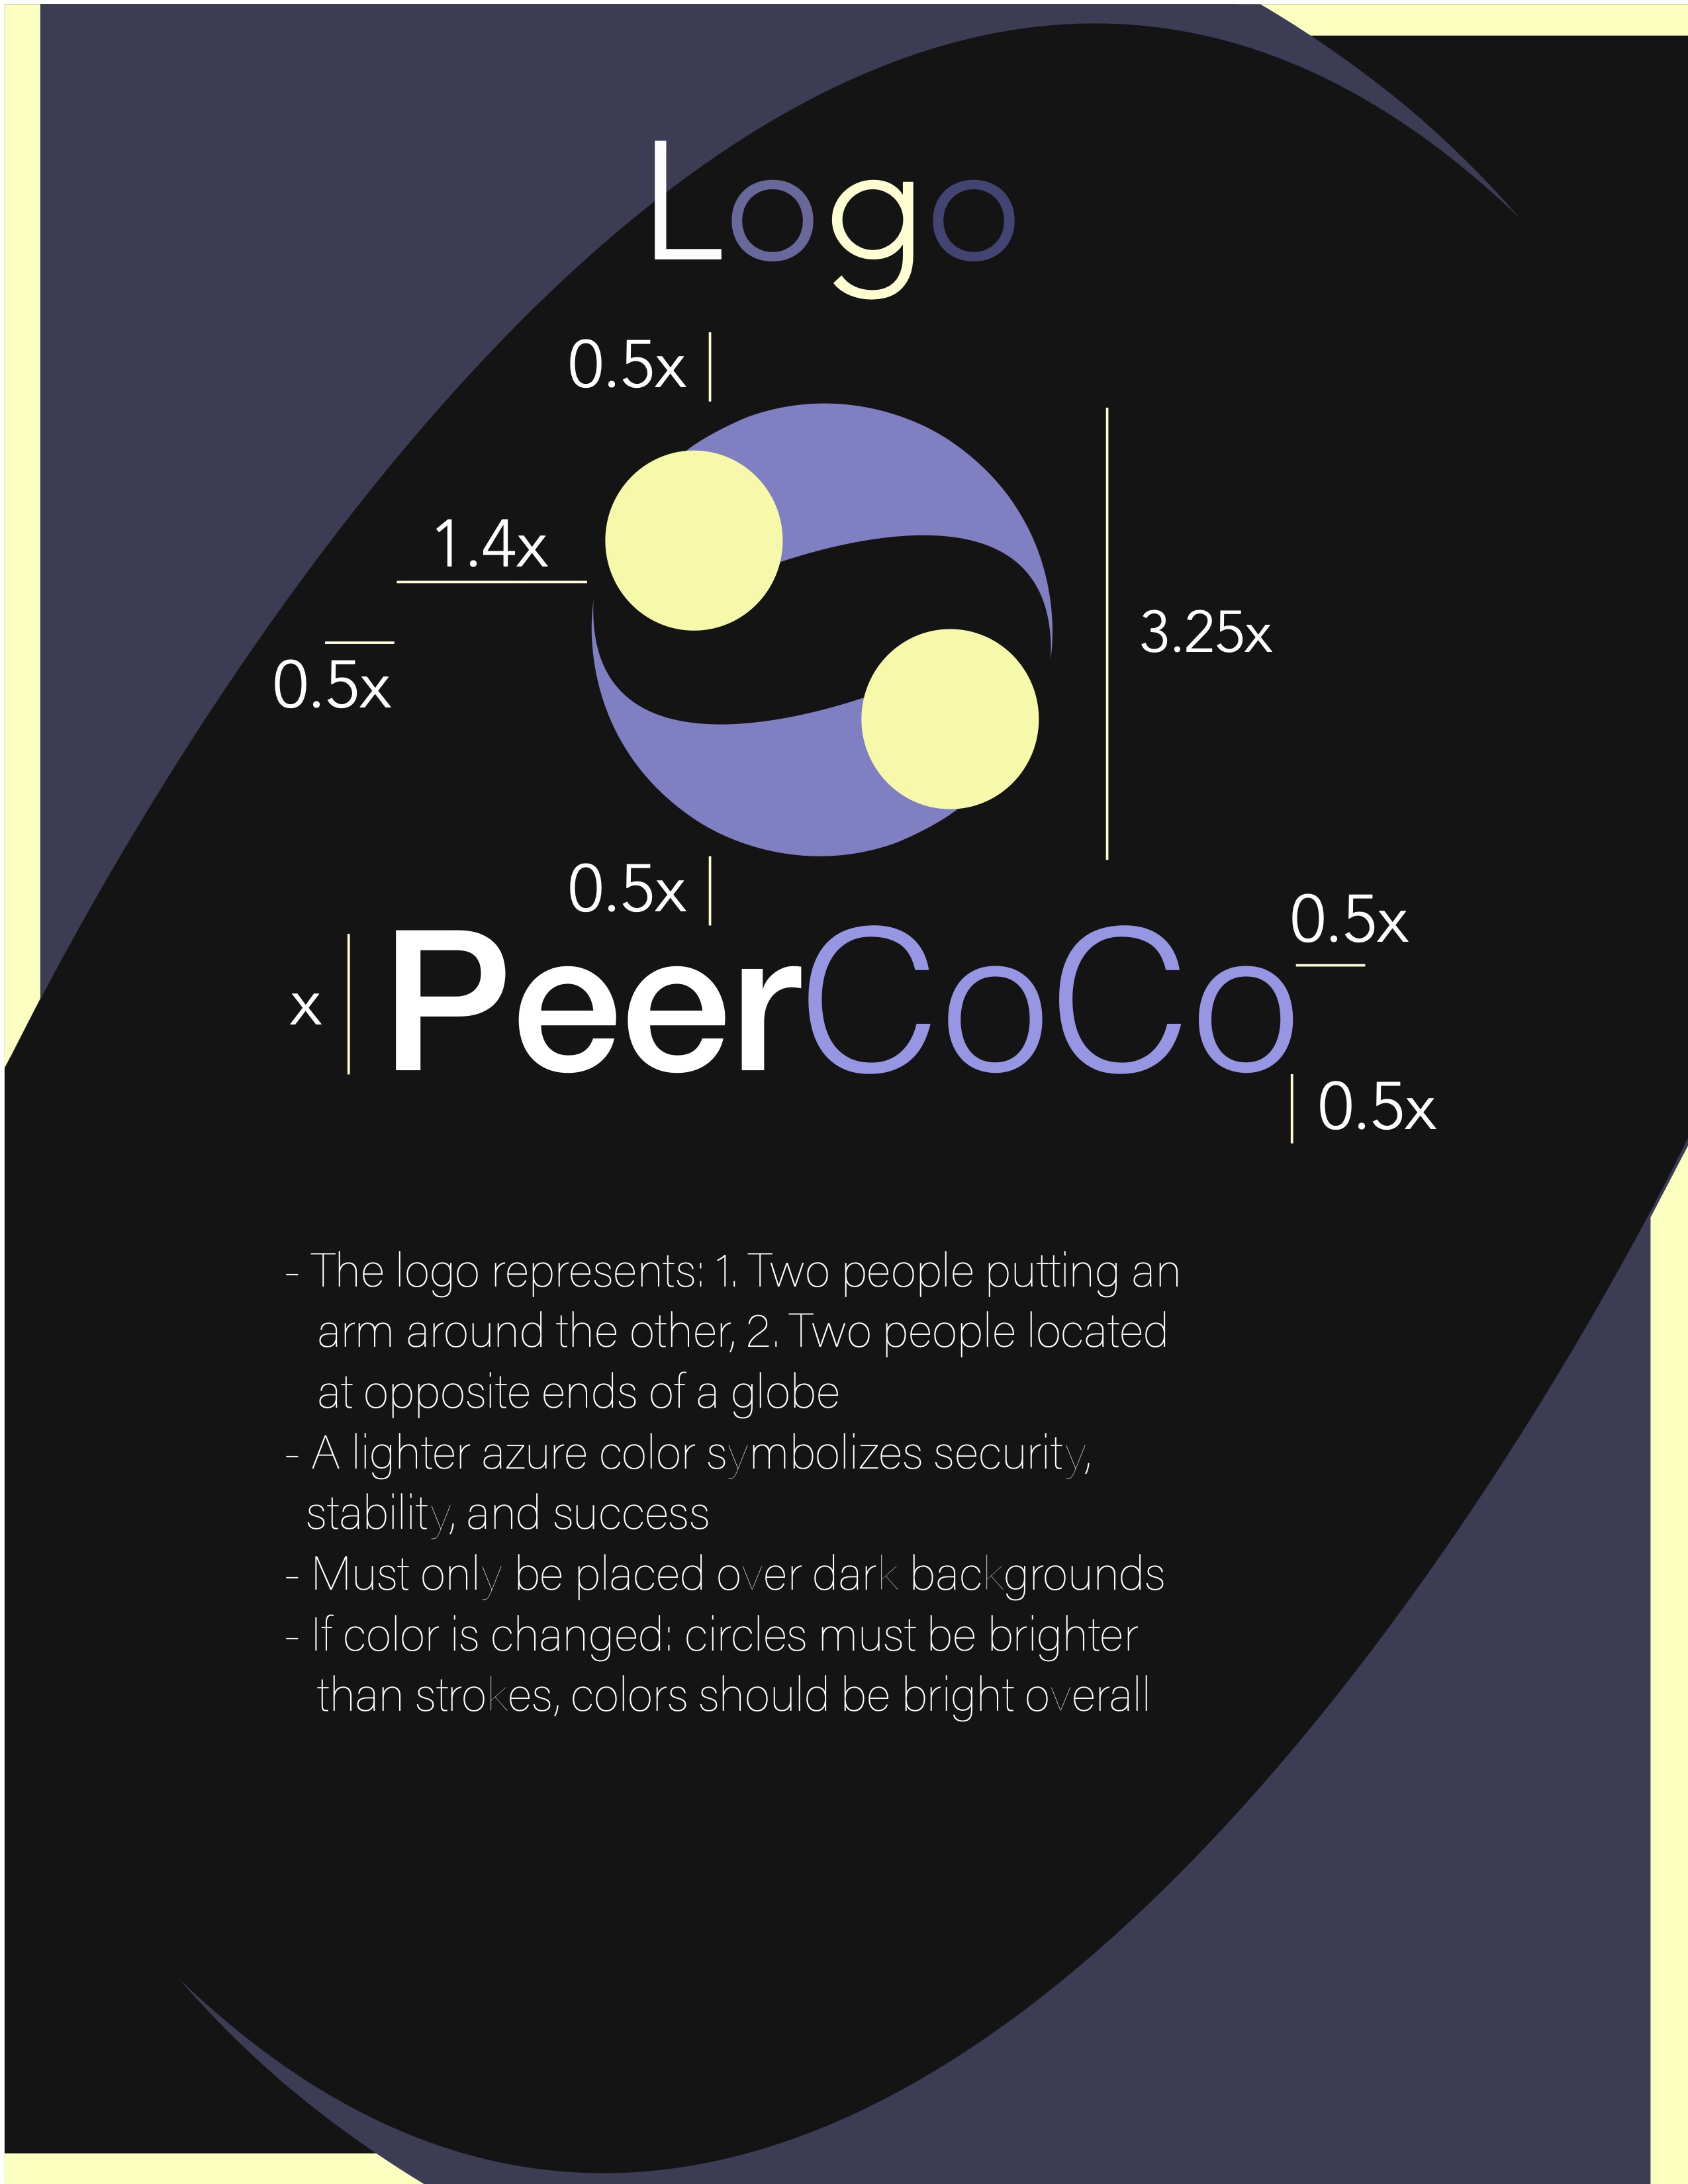 Logo
0.5x
1.4x
3.25x
0.5x
0.5x
0.5x
x
PeerCoCo
0.5x
- The logo represents: 1. Two people putting an
arm around the other, 2. Two people located
at opposite ends of a globe
- A lighter azure color symbolizes security,
stability, and success
- Must only be placed over dark backgrounds
- If color is changed: circles must be brighter
than strokes, colors should be bright overall